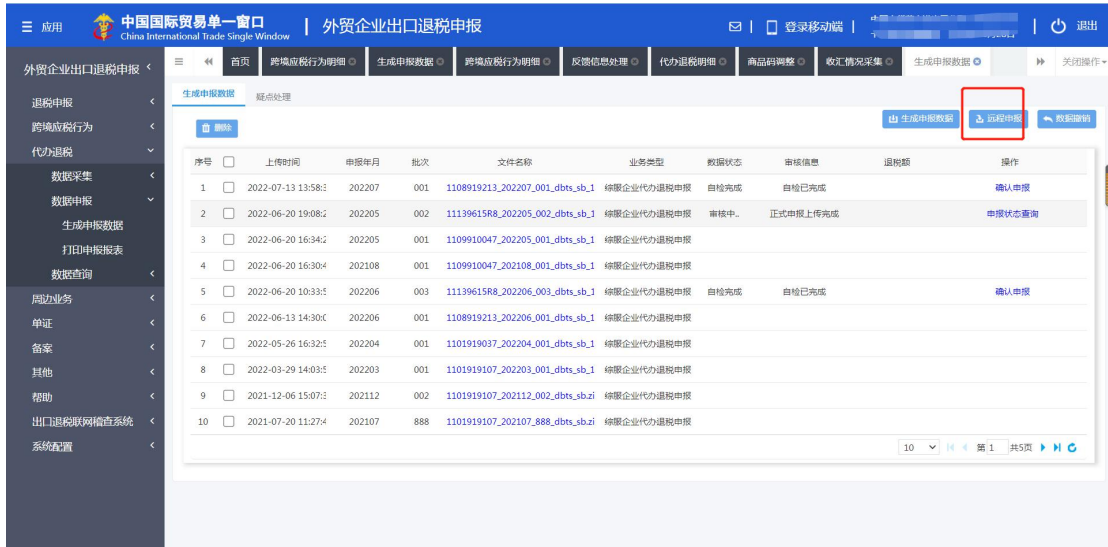 应用 中国国际贸易单一窗口 外贸企业出口退税申报 登录移动端 退出
China International Trade Single Window
外贸企业出口退税申报
首页 跨境应税行为明细 生成申报数据 跨境应税行为明细 反馈信息处理 代办退税明细 商品码调整 收汇情况采集 生成申报数据 关闭操作
退税申报
跨境应税行为
代办退税
数据采集
数据申报
生成申报数据
打印申报报表
数据查询
周边业务
单证
备案
其他
帮助
出口退税联网稽查系统
系统配置
生成申报数据 疑点处理
删除 生成申报数据 远程申报 数据撤销
序号 上传时间 申报年月 批次 文件名称 业务类型 数据状态 审核信息 退税额 操作
1 2022-07-13 13:58:3 202207 001 1108919213_202207_001_dbts_sb_1 综服企业代办退税申报 自检完成 自检已完成 确认申报
2 2022-06-20 19:08:2 202205 002 11139615R8_202205_002_dbts_sb_1 综服企业代办退税申报 审核中.. 正式申报上传完成 申报状态查询
3 2022-06-20 16:34:2 202205 001 1109910047_202205_001_dbts_sb_1 综服企业代办退税申报
4 2022-06-20 16:30:4 202108 001 1109910047_202108_001_dbts_sb_1 综服企业代办退税申报
5 2022-06-20 10:33:5 202206 003 11139615R8_202206_003_dbts_sb_1 综服企业代办退税申报 自检完成 自检已完成 确认申报
6 2022-06-13 14:30:0 202206 001 1108919213_202206_001_dbts_sb_1 综服企业代办退税申报
7 2022-05-26 16:32:5 202204 001 1101919037_202204_001_dbts_sb_1 综服企业代办退税申报
8 2022-03-29 14:03:5 202203 001 1101919107_202203_001_dbts_sb_1 综服企业代办退税申报
9 2021-12-06 15:07:3 202112 002 1101919107_202112_002_dbts_sb.zi 综服企业代办退税申报
10 2021-07-20 11:27:4 202107 888 1101919107_202107_888_dbts_sb.zi 综服企业代办退税申报
10 第 1 共5页